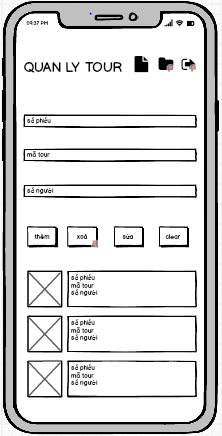 09:27 PM
QUAN LY TOUR
số phiếu
mã tour
số người
thêm xoá sửa clear
số phiếu
mã tour
số người
số phiếu
mã tour
số người
số phiếu
mã tour
số người